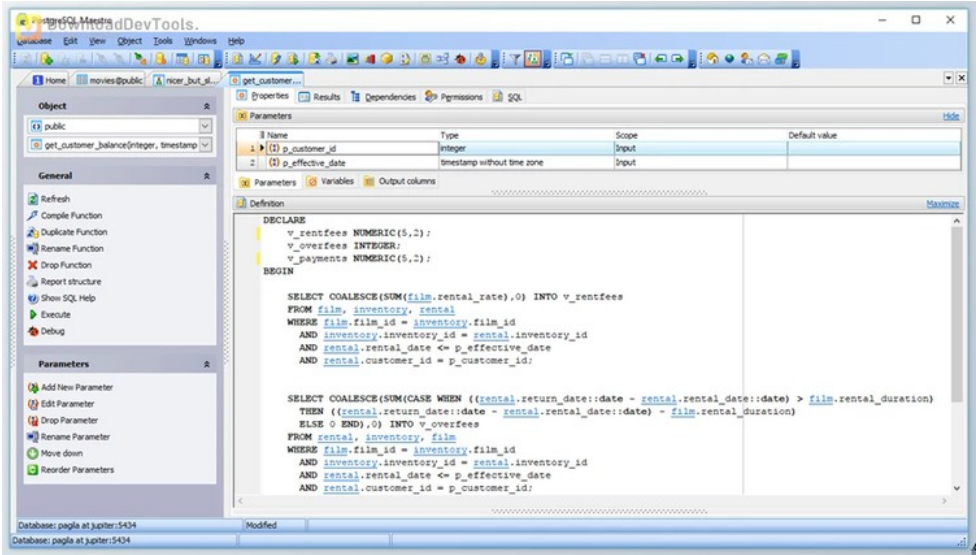 PostgreSQL Maestro
DownloadDevTools.
Database Edit View Object Tools Windows Help
Home movies@public nicer_but_sl... get_customer...
Object
public
get_customer_balance(integer, timestamp
General
Refresh
Compile Function
Duplicate Function
Rename Function
Drop Function
Report structure
Show SQL Help
Execute
Debug
Parameters
Add New Parameter
Edit Parameter
Drop Parameter
Rename Parameter
Move down
Reorder Parameters
Properties Results Dependencies Permissions SQL
Parameters Hide
Name Type Scope Default value
1 p_customer_id integer Input
2 p_effective_date timestamp without time zone Input
Parameters Variables Output columns
Definition Maximize
DECLARE
v_rentfees NUMERIC(5,2);
v_overfees INTEGER;
v_payments NUMERIC(5,2);
BEGIN
SELECT COALESCE(SUM(film.rental_rate),0) INTO v_rentfees
FROM film, inventory, rental
WHERE film.film_id = inventory.film_id
AND inventory.inventory_id = rental.inventory_id
AND rental.rental_date <= p_effective_date
AND rental.customer_id = p_customer_id;
SELECT COALESCE(SUM(CASE WHEN ((rental.return_date::date - rental.rental_date::date) > film.rental_duration)
THEN ((rental.return_date::date - rental.rental_date::date) - film.rental_duration)
ELSE 0 END),0) INTO v_overfees
FROM rental, inventory, film
WHERE film.film_id = inventory.film_id
AND inventory.inventory_id = rental.inventory_id
AND rental.rental_date <= p_effective_date
AND rental.customer_id = p_customer_id;
Database: pagila at jupiter:5434 Modified
Database: pagila at jupiter:5434